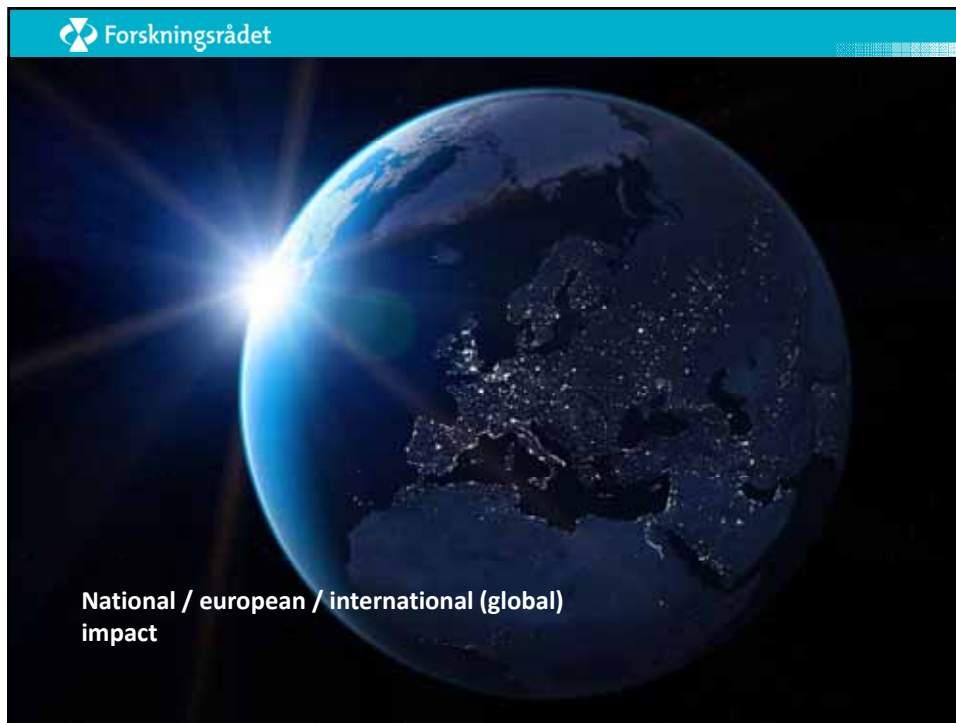 Forskningsrådet
National / european / international (global)
impact